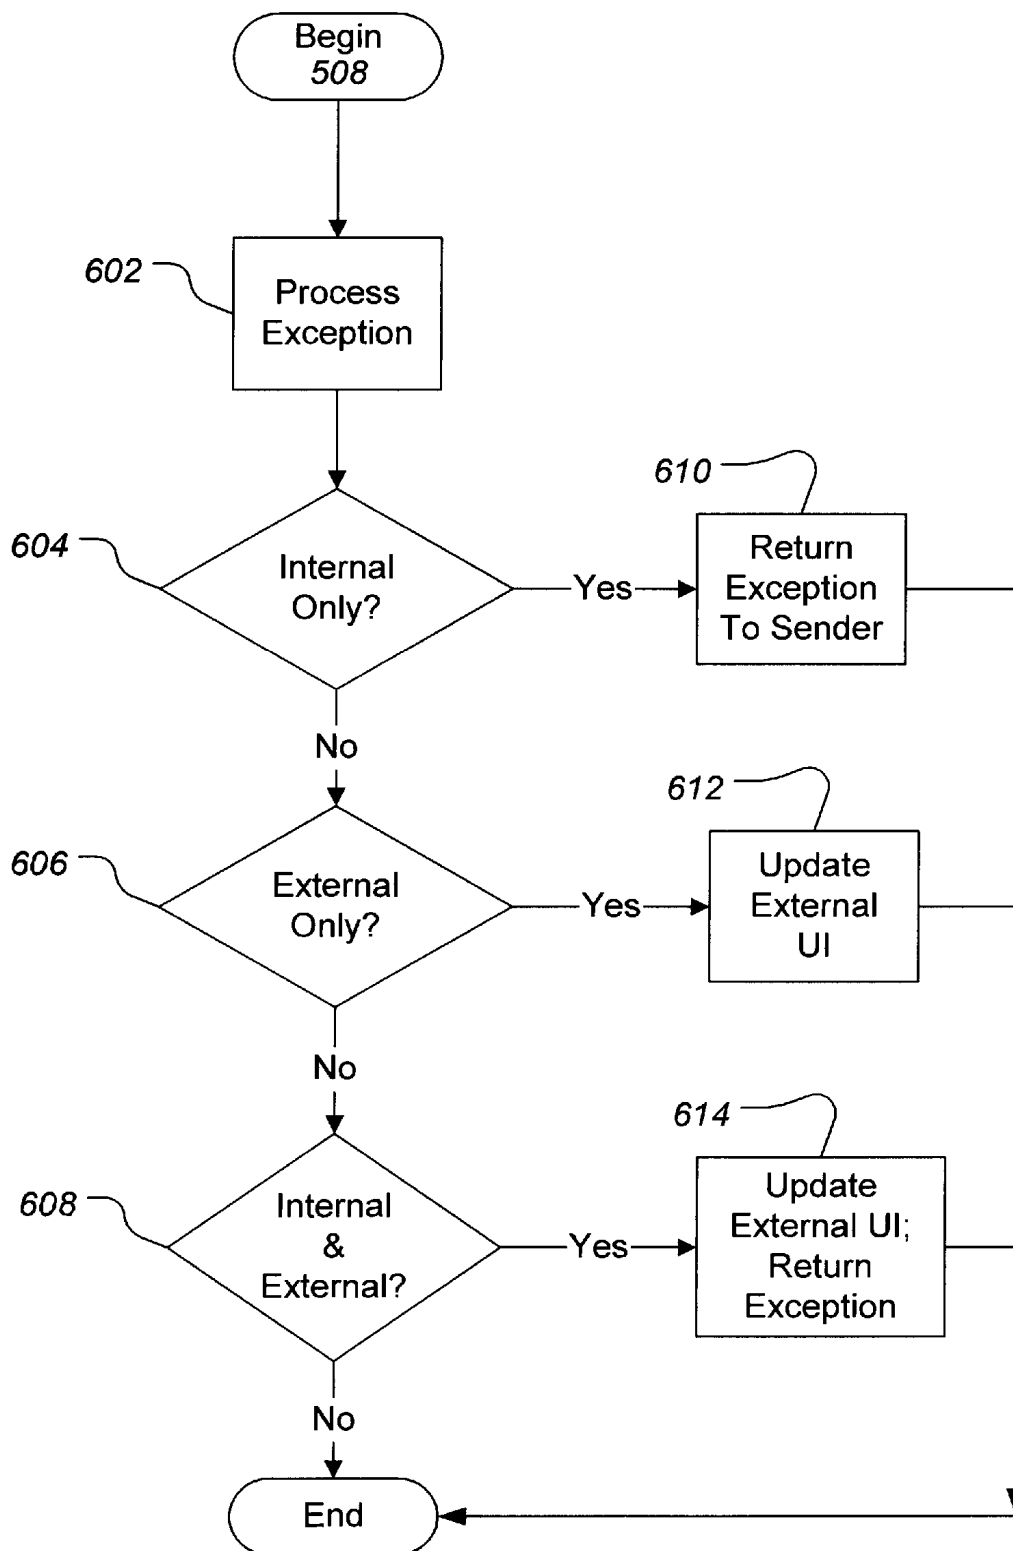 Begin
508
602
Process
Exception
610
604
Internal
Only?
Yes
Return
Exception
To Sender
No
612
606
External
Only?
Yes
Update
External
UI
No
614
608
Internal
&
External?
Yes
Update
External UI;
Return
Exception
No
End